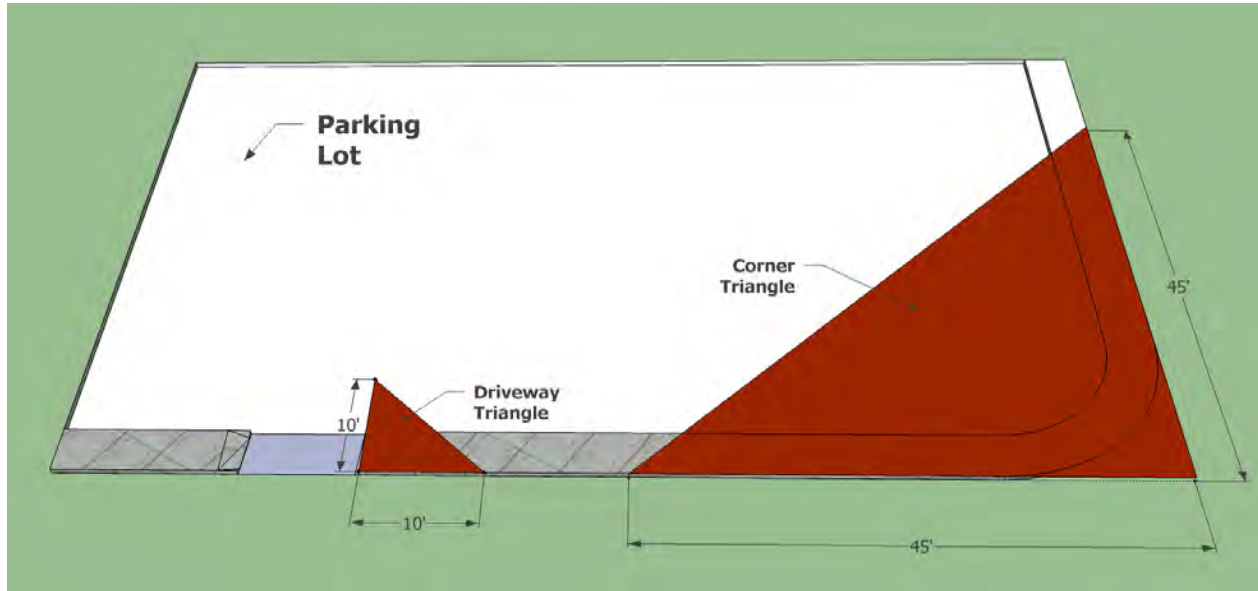 Parking
Lot
Corner
Triangle
45'
Driveway
Triangle
10'
10'
45'